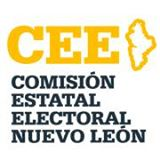 CEE
COMISIÓN
ESTATAL
ELECTORAL
NUEVO LEÓN